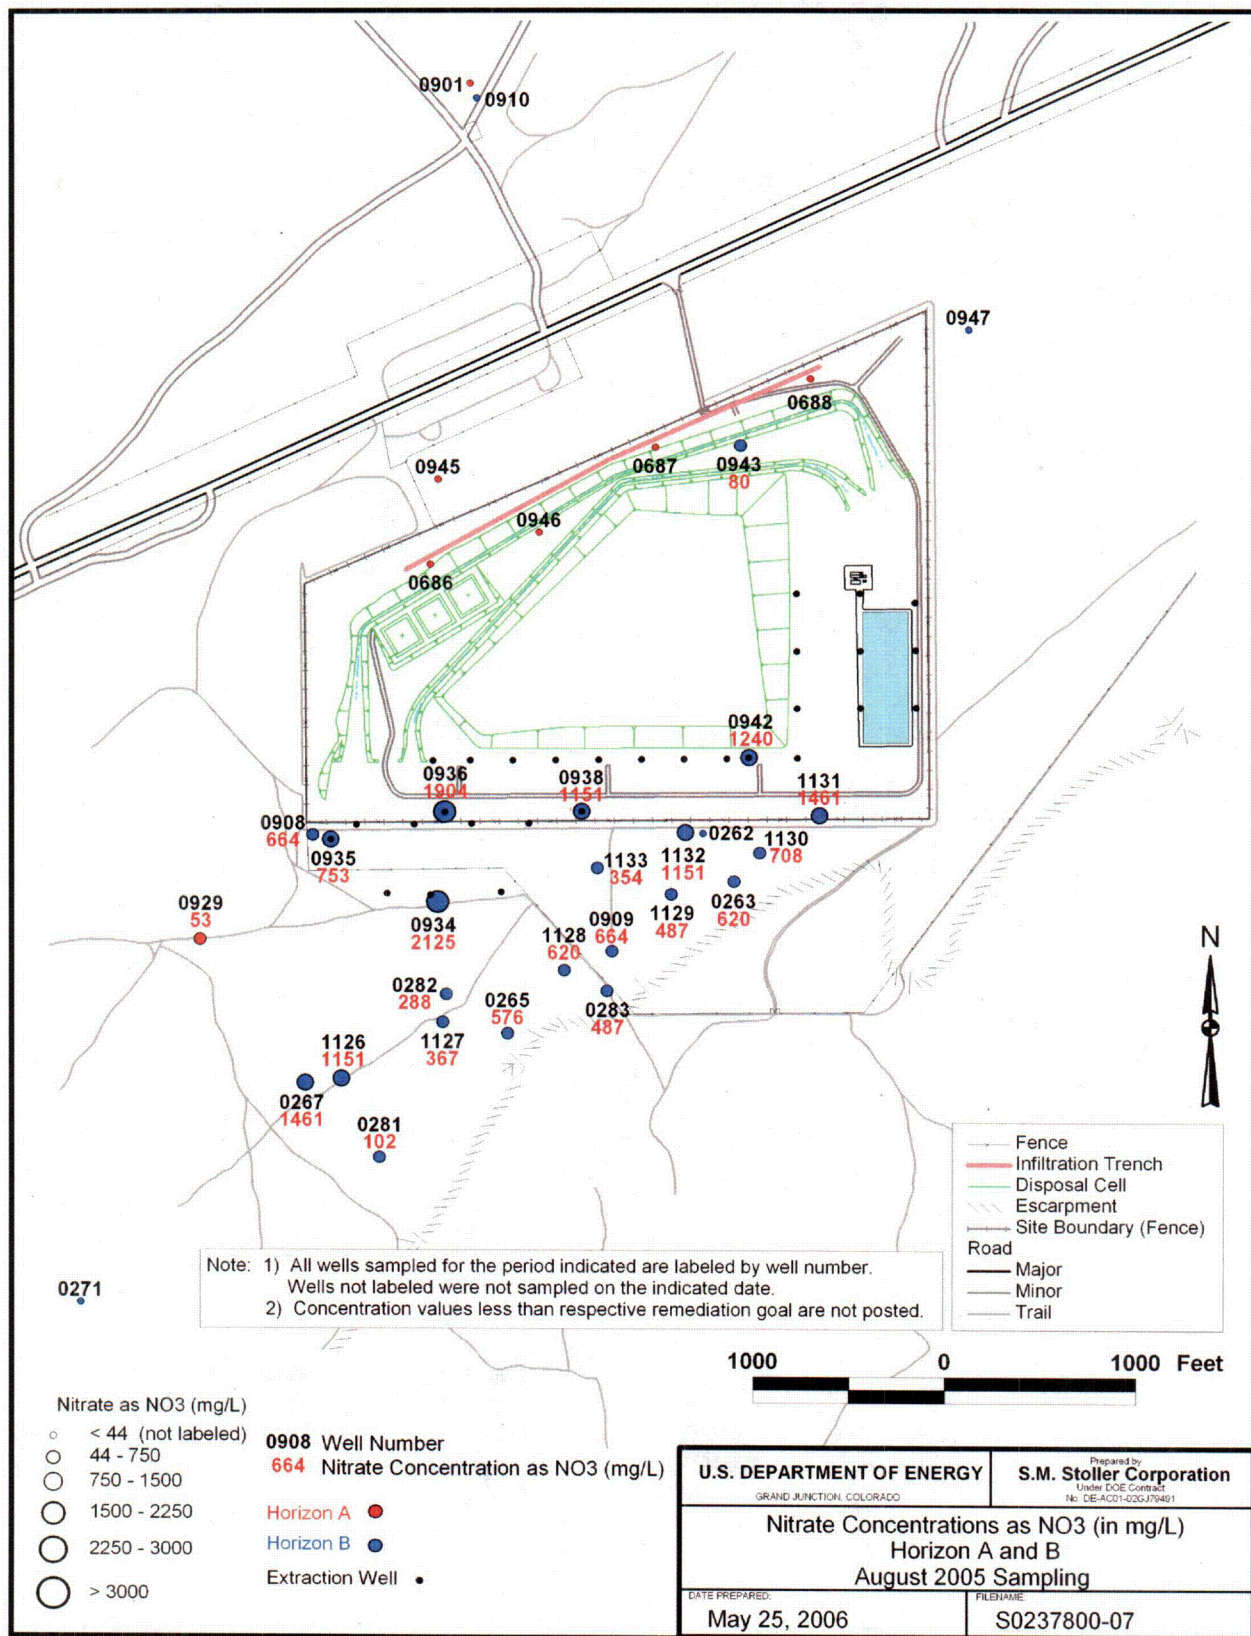 0901
0910
0947
0688
0687
0943
80
0945
0946
0686
0942
1240
0936
1904
0938
1151
1131
1461
0908
664
0935
753
0262
1132
1151
1130
708
1133
354
0263
620
1129
487
0929
53
0934
2125
0909
664
1128
620
0282
288
0265
576
0283
487
1127
367
1126
1151
0267
1461
0281
102
0271
N
Fence
Infiltration Trench
Disposal Cell
Escarpment
Site Boundary (Fence)
Road
Major
Minor
Trail
Note: 1) All wells sampled for the period indicated are labeled by well number.
Wells not labeled were not sampled on the indicated date.
2) Concentration values less than respective remediation goal are not posted.
1000 0 1000 Feet
Nitrate as NO3 (mg/L)
< 44 (not labeled)
44 - 750
750 - 1500
1500 - 2250
2250 - 3000
> 3000
0908 Well Number
664 Nitrate Concentration as NO3 (mg/L)
Horizon A
Horizon B
Extraction Well
U.S. DEPARTMENT OF ENERGY
GRAND JUNCTION, COLORADO
Prepared by
S.M. Stoller Corporation
Under DOE Contract
No. DE-AC01-02GJ79491
Nitrate Concentrations as NO3 (in mg/L)
Horizon A and B
August 2005 Sampling
DATE PREPARED:
May 25, 2006
FILENAME:
S0237800-07